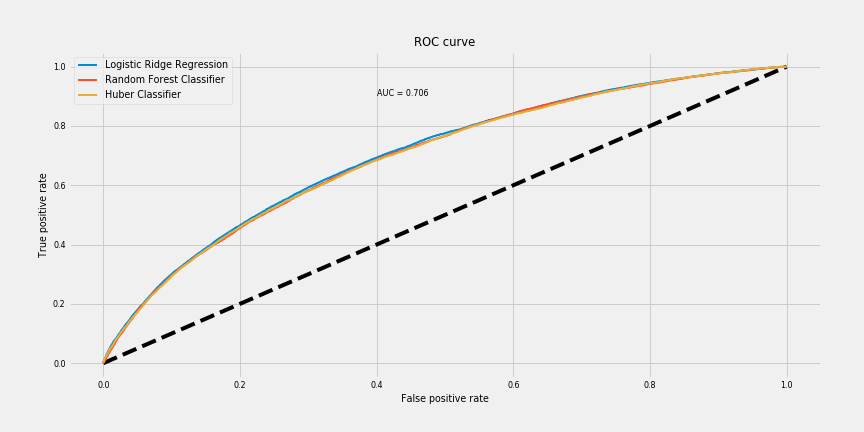 ROC curve
Logistic Ridge Regression
Random Forest Classifier
Huber Classifier
AUC = 0.706
True positive rate
1.0
0.8
0.6
0.4
0.2
0.0
0.0 0.2 0.4 0.6 0.8 1.0
False positive rate